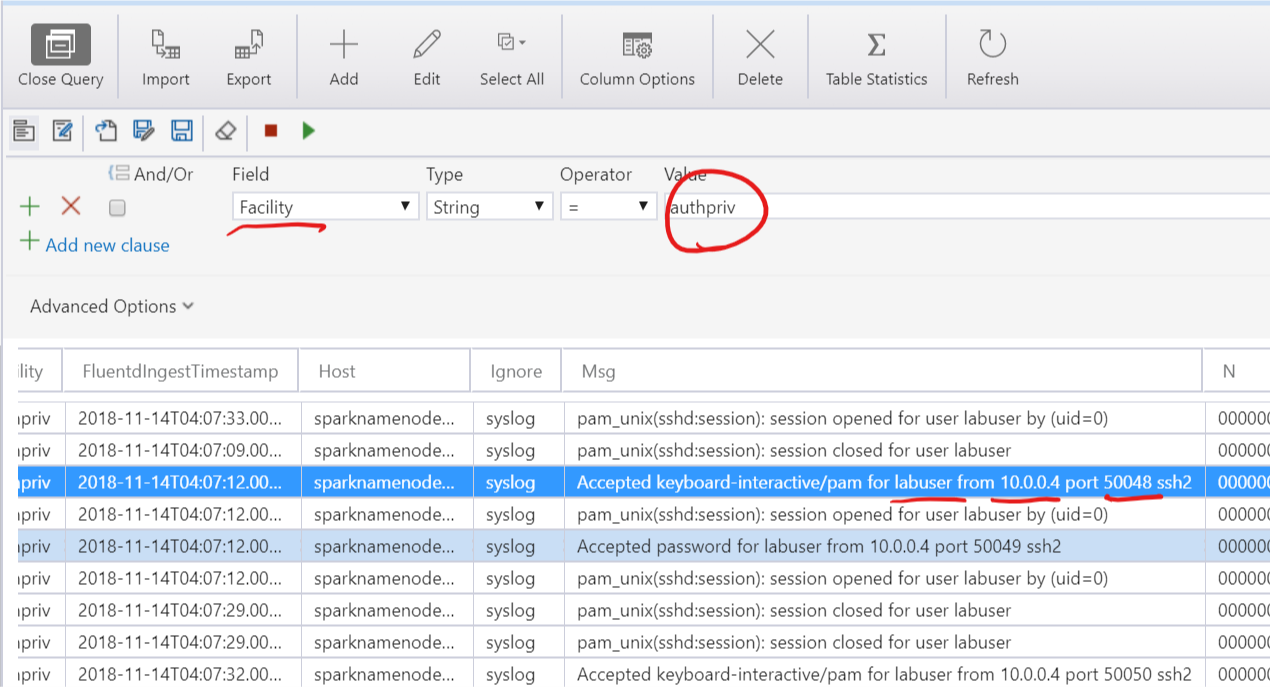 Close Query Import Export Add Edit Select All Column Options Delete Table Statistics Refresh
And/Or Field Type Operator Value
Facility String = authpriv
Add new clause
Advanced Options
ility FluentdIngestTimestamp Host Ignore Msg N
priv 2018-11-14T04:07:33.00... sparknamenode... syslog pam_unix(sshd:session): session opened for user labuser by (uid=0) 000000
priv 2018-11-14T04:07:09.00... sparknamenode... syslog pam_unix(sshd:session): session closed for user labuser 000000
priv 2018-11-14T04:07:12.00... sparknamenode... syslog Accepted keyboard-interactive/pam for labuser from 10.0.0.4 port 50048 ssh2 000000
priv 2018-11-14T04:07:12.00... sparknamenode... syslog pam_unix(sshd:session): session opened for user labuser by (uid=0) 000000
priv 2018-11-14T04:07:12.00... sparknamenode... syslog Accepted password for labuser from 10.0.0.4 port 50049 ssh2 000000
priv 2018-11-14T04:07:12.00... sparknamenode... syslog pam_unix(sshd:session): session opened for user labuser by (uid=0) 000000
priv 2018-11-14T04:07:29.00... sparknamenode... syslog pam_unix(sshd:session): session closed for user labuser 000000
priv 2018-11-14T04:07:29.00... sparknamenode... syslog pam_unix(sshd:session): session closed for user labuser 000000
priv 2018-11-14T04:07:32.00... sparknamenode... syslog Accepted keyboard-interactive/pam for labuser from 10.0.0.4 port 50050 ssh2 000000